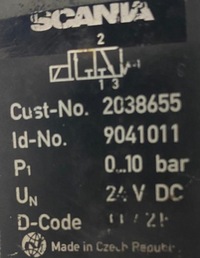 SCANIA
2
1 3
Cust-No. 2038655
Id-No. 9041011
P1 0...10 bar
UN 24 V DC
D-Code
Made in Czech Republic